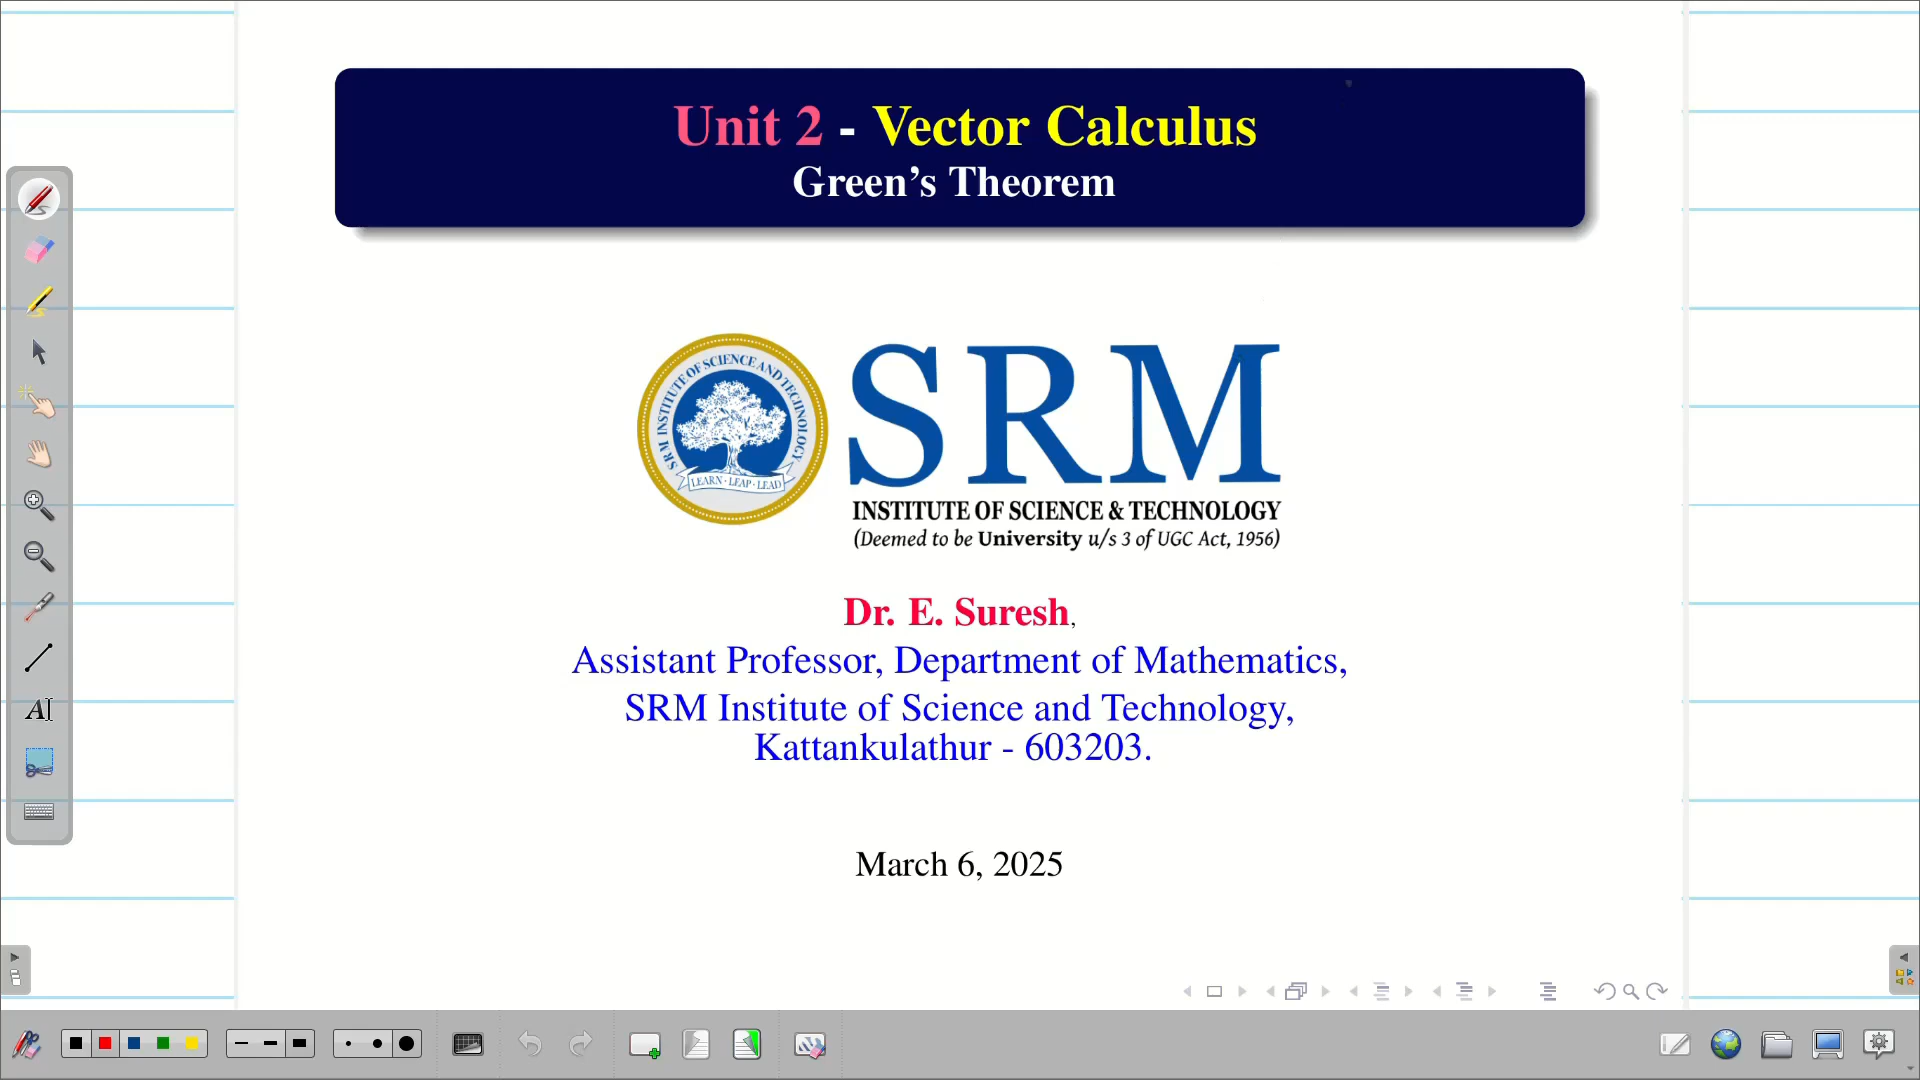 Unit 2 - Vector Calculus
Green's Theorem
SRM INSTITUTE OF SCIENCE AND TECHNOLOGY
LEARN · LEAP · LEAD
SRM
INSTITUTE OF SCIENCE & TECHNOLOGY
(Deemed to be University u/s 3 of UGC Act, 1956)
Dr. E. Suresh,
Assistant Professor, Department of Mathematics,
SRM Institute of Science and Technology,
Kattankulathur - 603203.
March 6, 2025